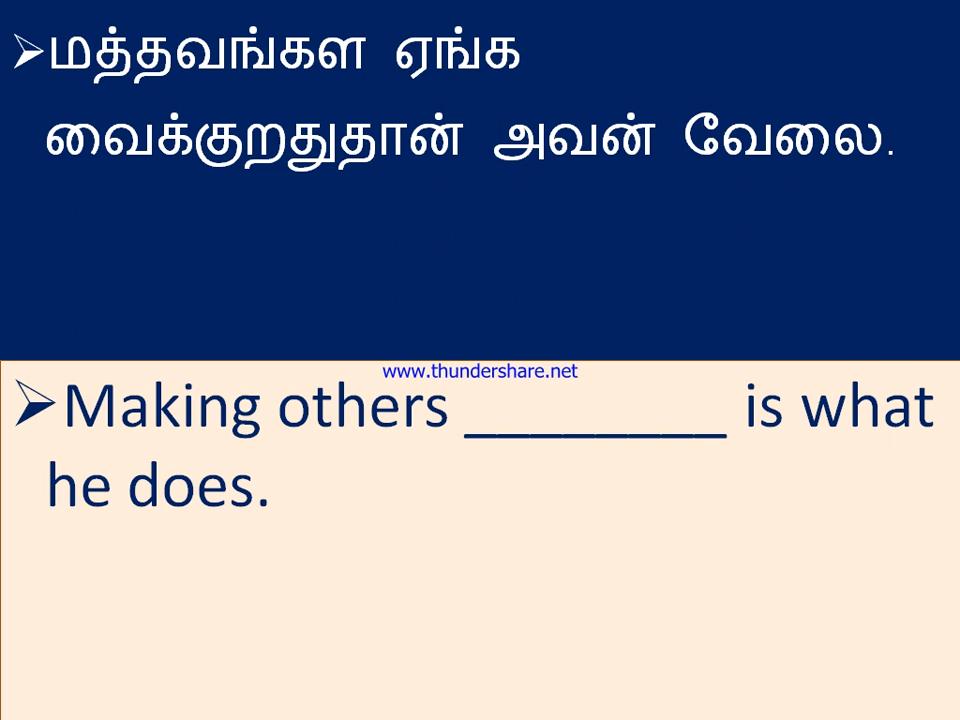 ➢மத்தவங்கள ஏங்க
வைக்குறதுதான் அவன் வேலை.
www.thundershare.net
➢Making others ________ is what
he does.